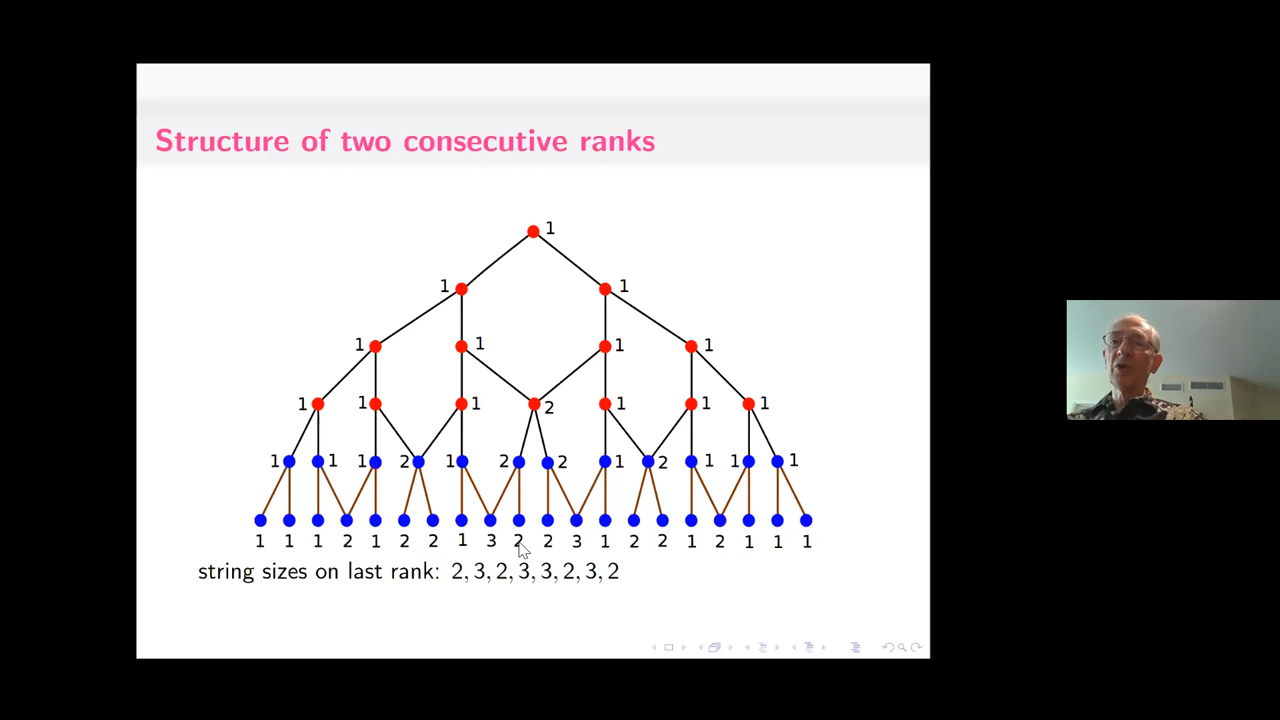 Structure of two consecutive ranks
1
1 1
1 1 1 1
1 1 1 2 1 1 1
1 1 1 2 1 2 2 1 2 1 1 1
1 1 1 2 1 2 2 1 3 2 2 3 1 2 2 1 2 1 1 1
string sizes on last rank: 2, 3, 2, 3, 3, 2, 3, 2